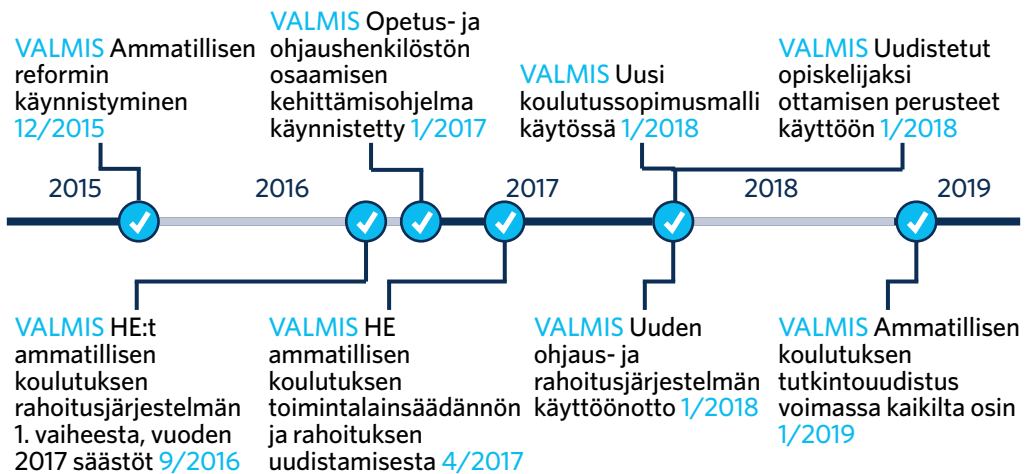 VALMIS Ammatillisen
reformin
käynnistyminen
12/2015
VALMIS Opetus- ja
ohjaushenkilöstön
osaamisen
kehittämisohjelma
käynnistetty 1/2017
VALMIS Uusi
koulutussopimusmalli
käytössä 1/2018
VALMIS Uudistetut
opiskelijaksi
ottamisen perusteet
käyttöön 1/2018
2015
2016
2017
2018
2019
VALMIS HE:t
ammatillisen
koulutuksen
rahoitusjärjestelmän
1. vaiheesta, vuoden
2017 säästöt 9/2016
VALMIS HE
ammatillisen
koulutuksen
toimintalainsäädännön
ja rahoituksen
uudistamisesta 4/2017
VALMIS Uuden
ohjaus- ja
rahoitusjärjestelmän
käyttöönotto 1/2018
VALMIS Ammatillisen
koulutuksen
tutkintouudistus
voimassa kaikilta osin
1/2019